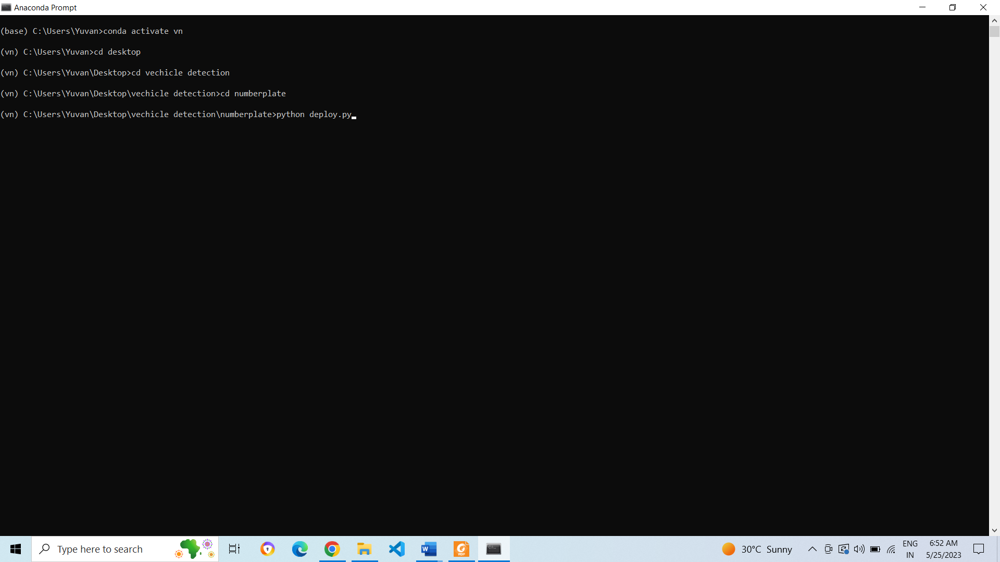 Anaconda Prompt
(base) C:\Users\Yuvan>conda activate vn
(vn) C:\Users\Yuvan>cd desktop
(vn) C:\Users\Yuvan\Desktop>cd vechicle detection
(vn) C:\Users\Yuvan\Desktop\vechicle detection>cd numberplate
(vn) C:\Users\Yuvan\Desktop\vechicle detection\numberplate>python deploy.py
Type here to search
30°C Sunny
ENG
IN
6:52 AM
5/25/2023